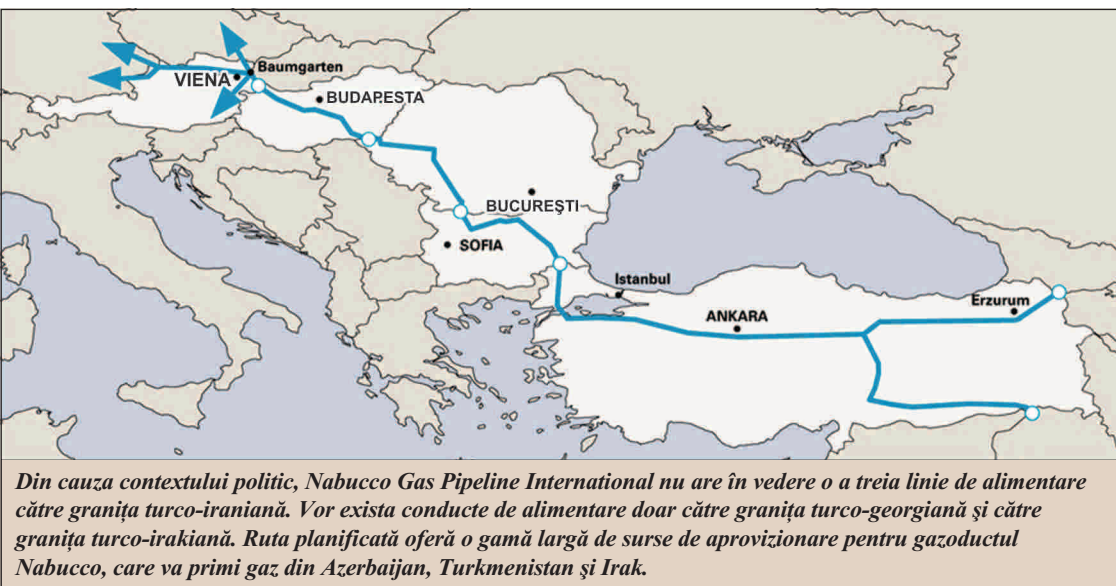 Baumgarten
VIENA
BUDAPESTA
BUCUREŞTI
SOFIA
Istanbul
ANKARA
Erzurum
Din cauza contextului politic, Nabucco Gas Pipeline International nu are în vedere o a treia linie de alimentare
către graniţa turco-iraniană. Vor exista conducte de alimentare doar către graniţa turco-georgiană şi către
graniţa turco-irakiană. Ruta planificată oferă o gamă largă de surse de aprovizionare pentru gazoductul
Nabucco, care va primi gaz din Azerbaijan, Turkmenistan şi Irak.